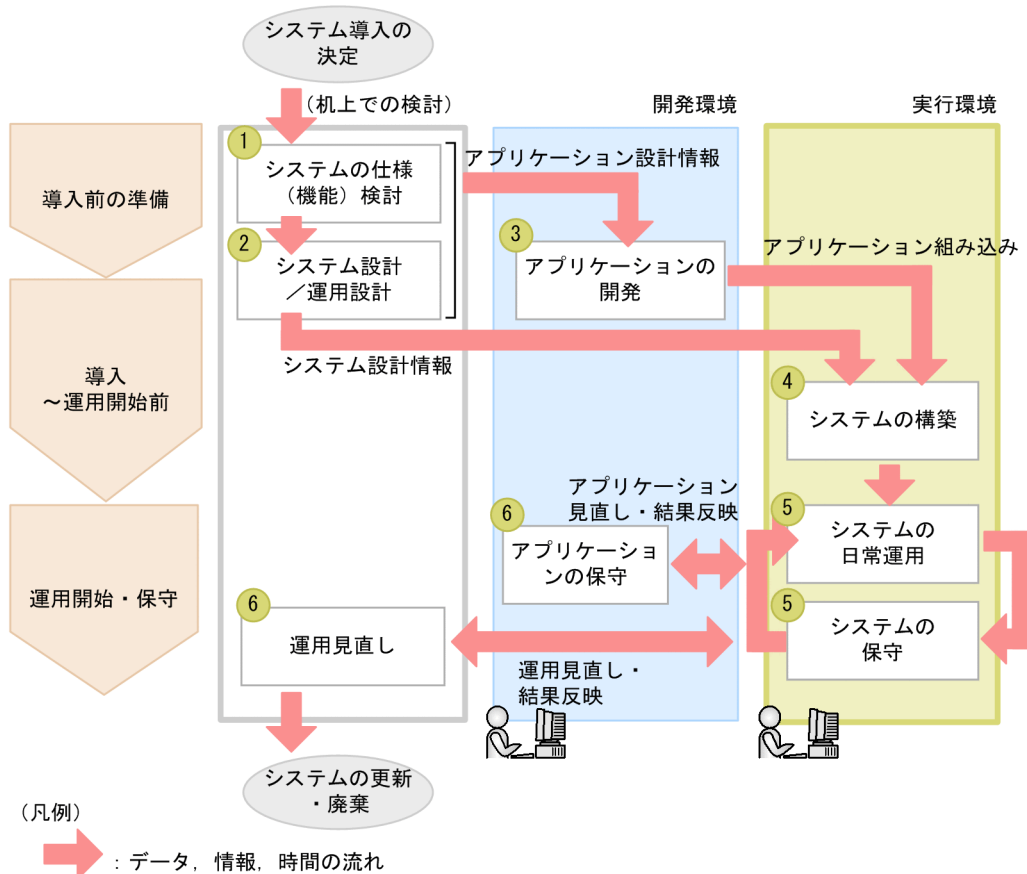 システム導入の
決定
(机上での検討)
開発環境
実行環境
導入前の準備
1
システムの仕様
(機能)検討
アプリケーション設計情報
2
システム設計
／運用設計
3
アプリケーションの
開発
アプリケーション組み込み
システム設計情報
導入
～運用開始前
4
システムの構築
アプリケーション
見直し・結果反映
5
システムの
日常運用
6
アプリケーショ
ンの保守
運用開始・保守
6
運用見直し
5
システムの
保守
運用見直し・
結果反映
システムの更新
・廃棄
(凡例)
：データ，情報，時間の流れ